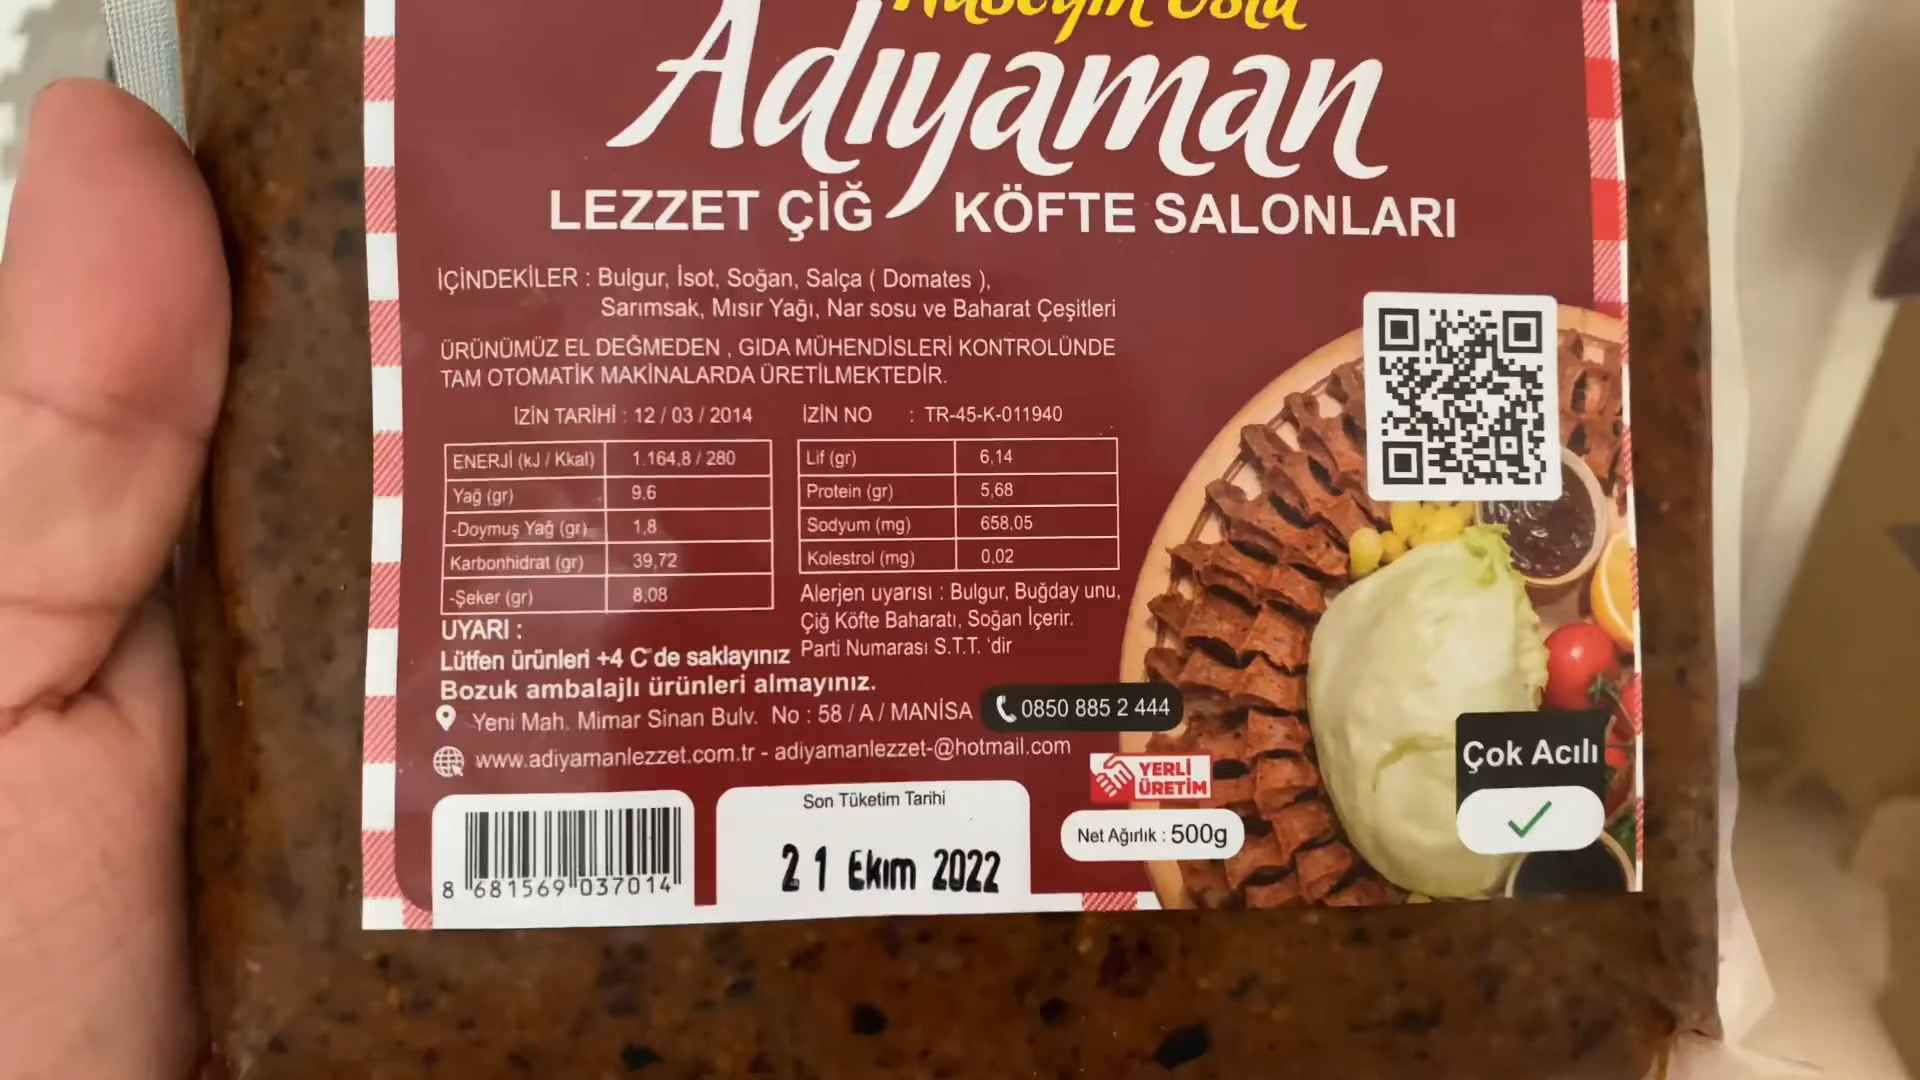 Hüseyin Usta
Adıyaman
LEZZET ÇİĞ KÖFTE SALONLARI
İÇİNDEKİLER : Bulgur, İsot, Soğan, Salça ( Domates ),
Sarımsak, Mısır Yağı, Nar sosu ve Baharat Çeşitleri
ÜRÜNÜMÜZ EL DEĞMEDEN , GIDA MÜHENDİSLERİ KONTROLÜNDE
TAM OTOMATİK MAKİNALARDA ÜRETİLMEKTEDİR.
İZİN TARİHİ : 12 / 03 / 2014 İZİN NO : TR-45-K-011940
ENERJİ (kJ / Kkal) 1.164,8 / 280
Yağ (gr) 9.6
-Doymuş Yağ (gr) 1,8
Karbonhidrat (gr) 39,72
-Şeker (gr) 8,08
Lif (gr) 6,14
Protein (gr) 5,68
Sodyum (mg) 658,05
Kolestrol (mg) 0,02
Alerjen uyarısı : Bulgur, Buğday unu,
Çiğ Köfte Baharatı, Soğan İçerir.
Parti Numarası S.T.T. 'dir
UYARI :
Lütfen ürünleri +4 C°de saklayınız
Bozuk ambalajlı ürünleri almayınız.
Yeni Mah. Mimar Sinan Bulv. No : 58 / A / MANİSA
0850 885 2 444
www.adiyamanlezzet.com.tr - adiyamanlezzet-@hotmail.com
YERLİ
ÜRETİM
Çok Acılı
Net Ağırlık : 500g
Son Tüketim Tarihi
21 Ekim 2022
8 681569 037014